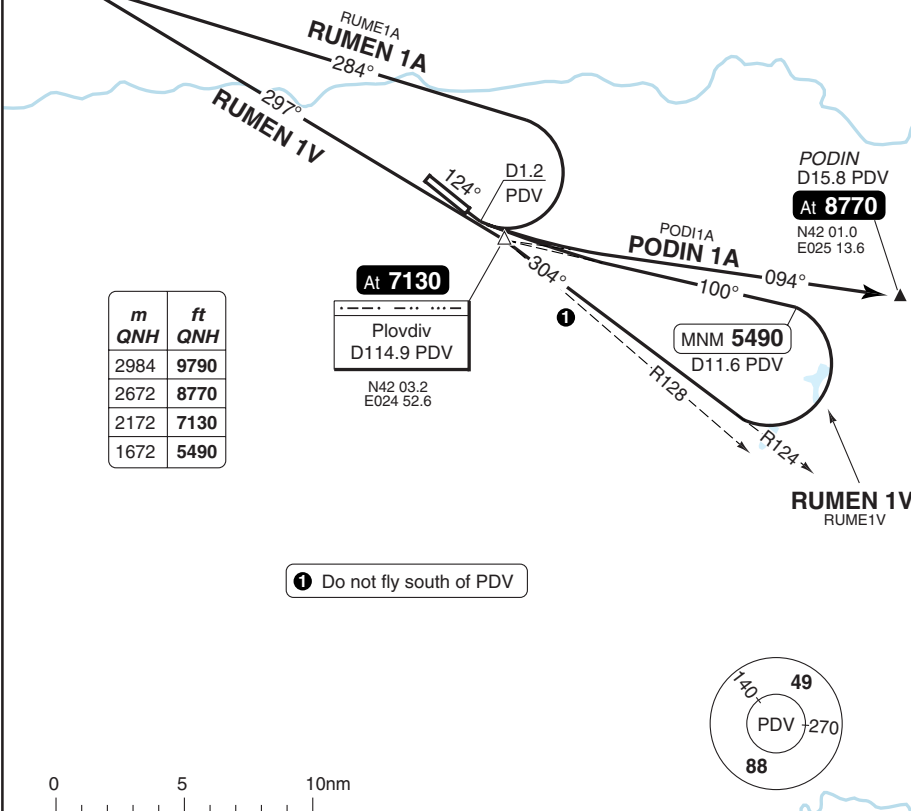 RUME1A
RUMEN 1A
284°
297°
RUMEN 1V
124°
D1.2
PDV
PODIN
D15.8 PDV
At 8770
N42 01.0
E025 13.6
PODI1A
PODIN 1A
094°
100°
304°
At 7130
Plovdiv
D114.9 PDV
N42 03.2
E024 52.6
1
MNM 5490
D11.6 PDV
R128
R124
RUMEN 1V
RUME1V
m ft
QNH QNH
2984 9790
2672 8770
2172 7130
1672 5490
1 Do not fly south of PDV
140
49
PDV
270
88
0 5 10nm